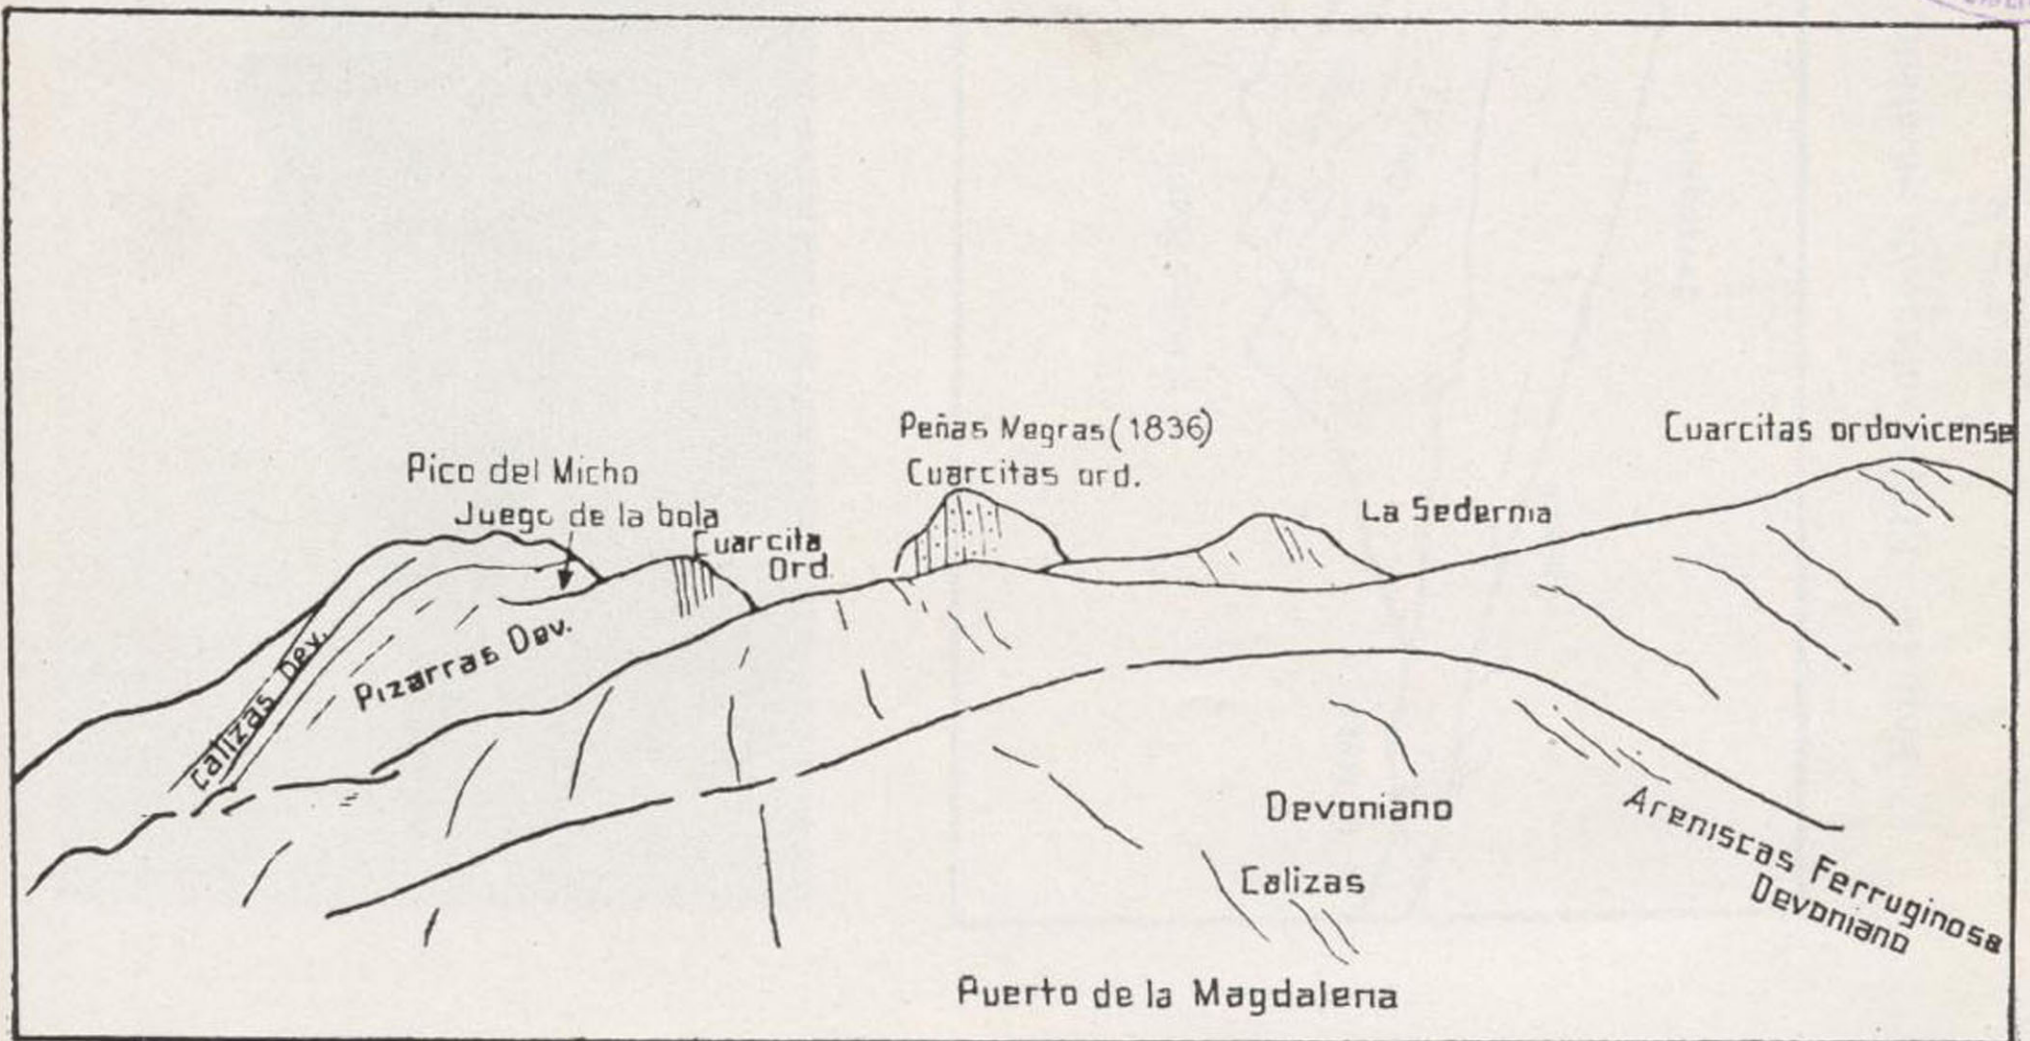 Peñas Negras (1836)
Cuarcitas ord.
Cuarcitas ordovicense
Pico del Micho
Juego de la bola
Cuarcita
Ord.
La Sedernia
Calizas Dev.
Pizarras Dev.
Devoniano
Calizas
Areniscas Ferruginosa
Devoniano
Puerto de la Magdalena